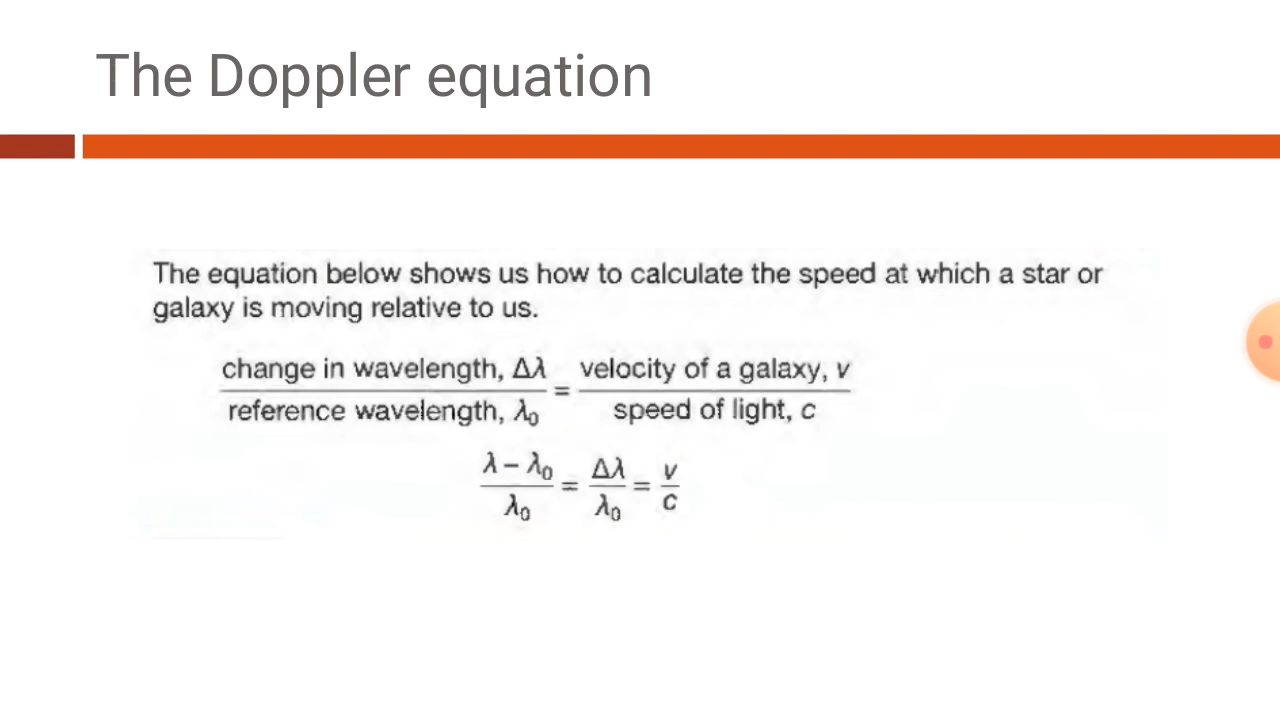 The Doppler equation
The equation below shows us how to calculate the speed at which a star or
galaxy is moving relative to us.
change in wavelength, Δλ / reference wavelength, λ₀ = velocity of a galaxy, v / speed of light, c
λ – λ₀ / λ₀ = Δλ / λ₀ = v / c